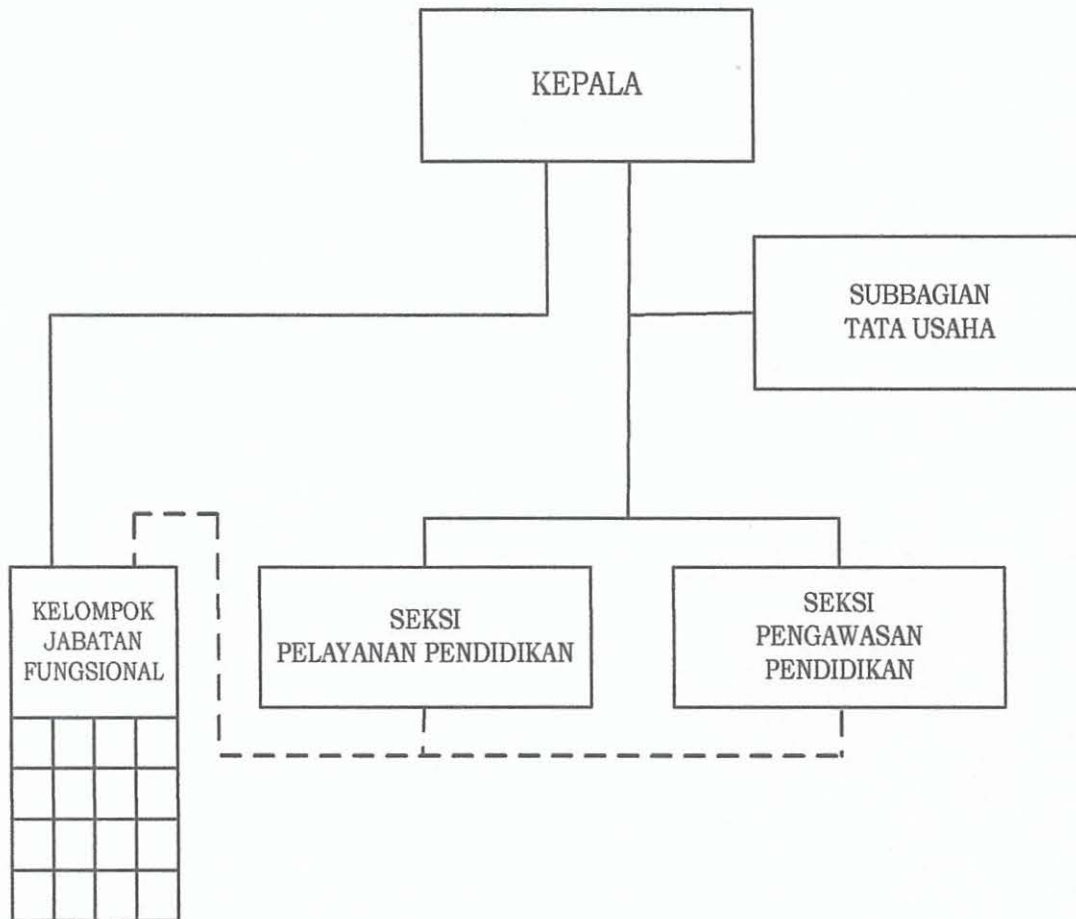 KEPALA
SUBBAGIAN
TATA USAHA
KELOMPOK
JABATAN
FUNGSIONAL
SEKSI
PELAYANAN PENDIDIKAN
SEKSI
PENGAWASAN
PENDIDIKAN